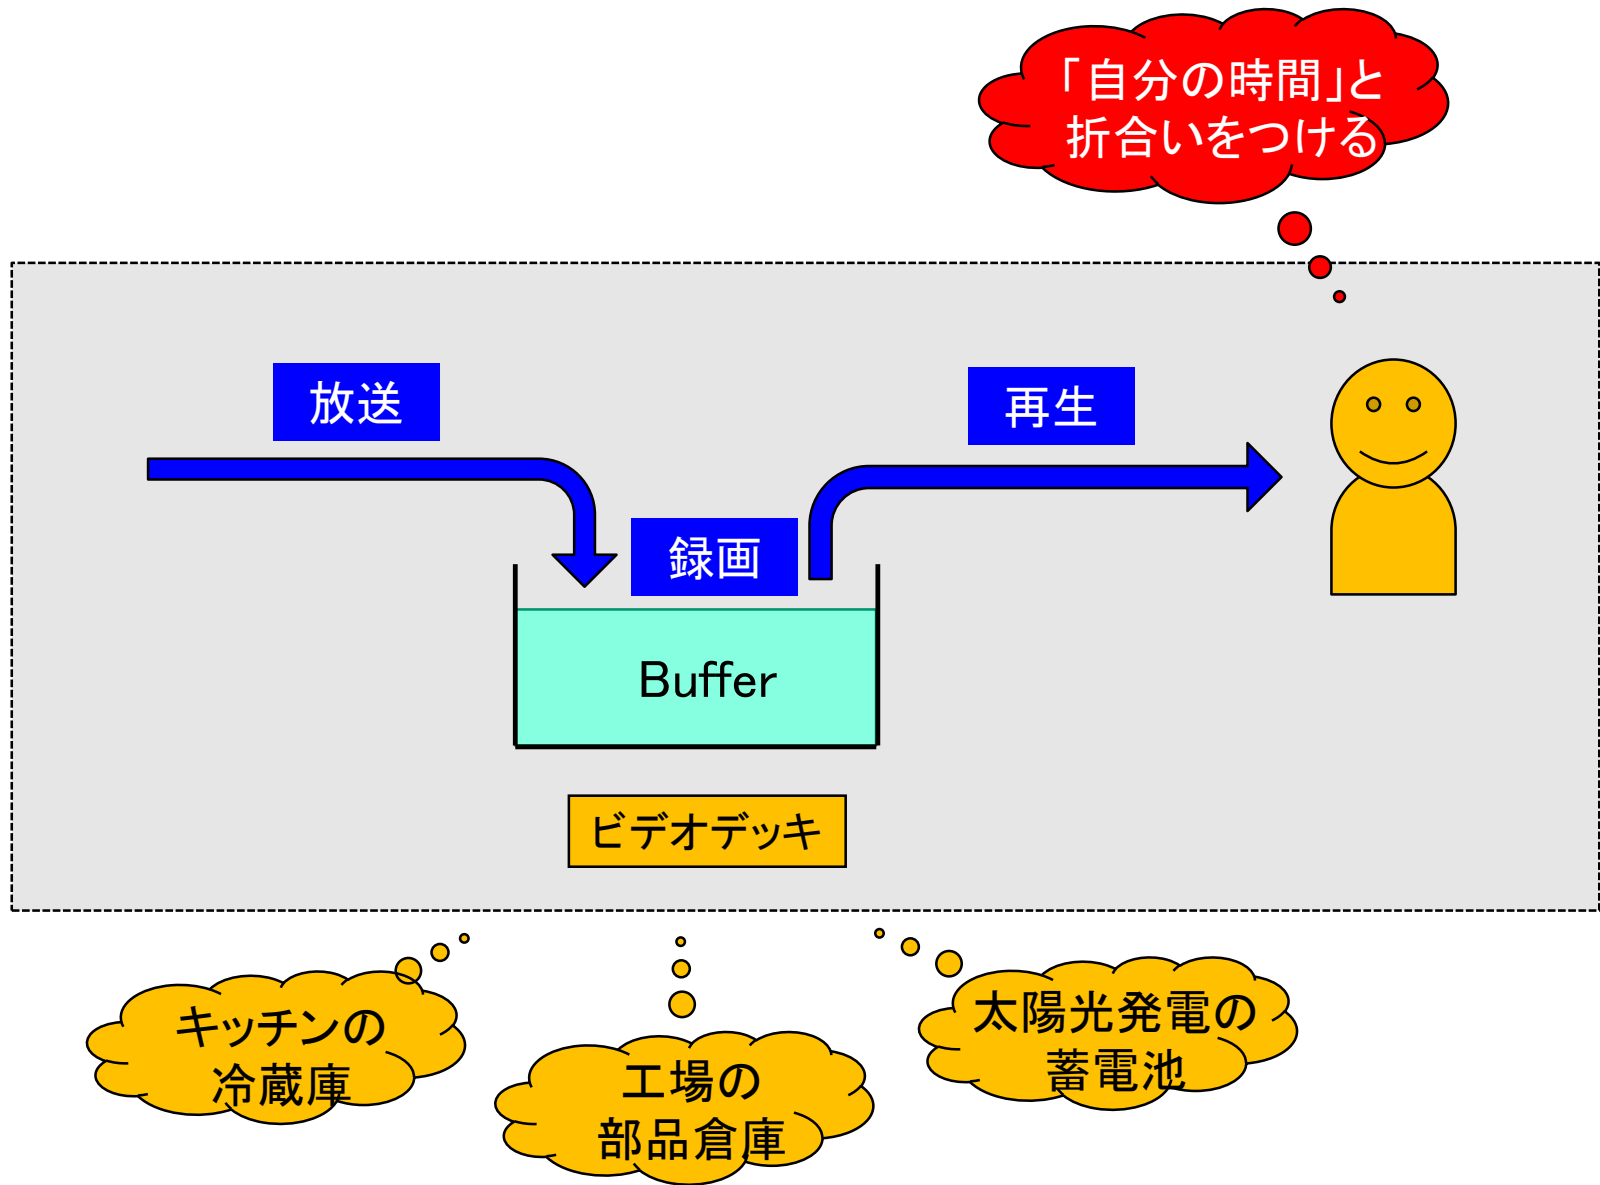 「自分の時間」と
折合いをつける
放送
再生
録画
Buffer
ビデオデッキ
キッチンの
冷蔵庫
工場の
部品倉庫
太陽光発電の
蓄電池